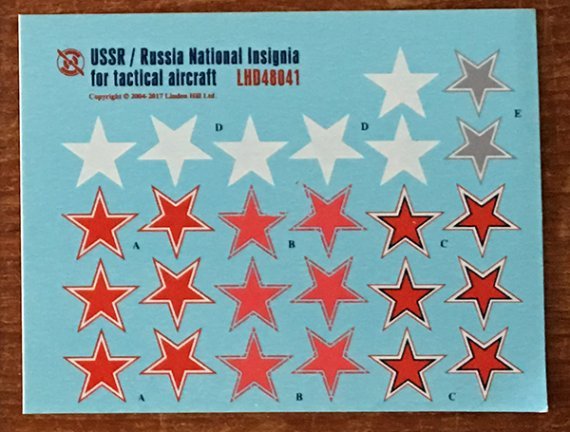 USSR / Russia National Insignia
for tactical aircraft LHD48041
Copyright © 2004-2017 Linden Hill Ltd.
D D E
A B C
A B C